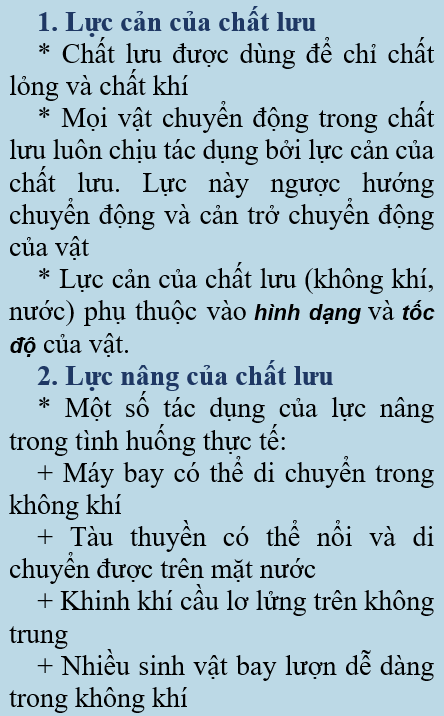 1. Lực cản của chất lưu
* Chất lưu được dùng để chỉ chất
lỏng và chất khí
* Mọi vật chuyển động trong chất
lưu luôn chịu tác dụng bởi lực cản của
chất lưu. Lực này ngược hướng
chuyển động và cản trở chuyển động
của vật
* Lực cản của chất lưu (không khí,
nước) phụ thuộc vào hình dạng và tốc
độ của vật.
2. Lực nâng của chất lưu
* Một số tác dụng của lực nâng
trong tình huống thực tế:
+ Máy bay có thể di chuyển trong
không khí
+ Tàu thuyền có thể nổi và di
chuyển được trên mặt nước
+ Khinh khí cầu lơ lửng trên không
trung
+ Nhiều sinh vật bay lượn dễ dàng
trong không khí